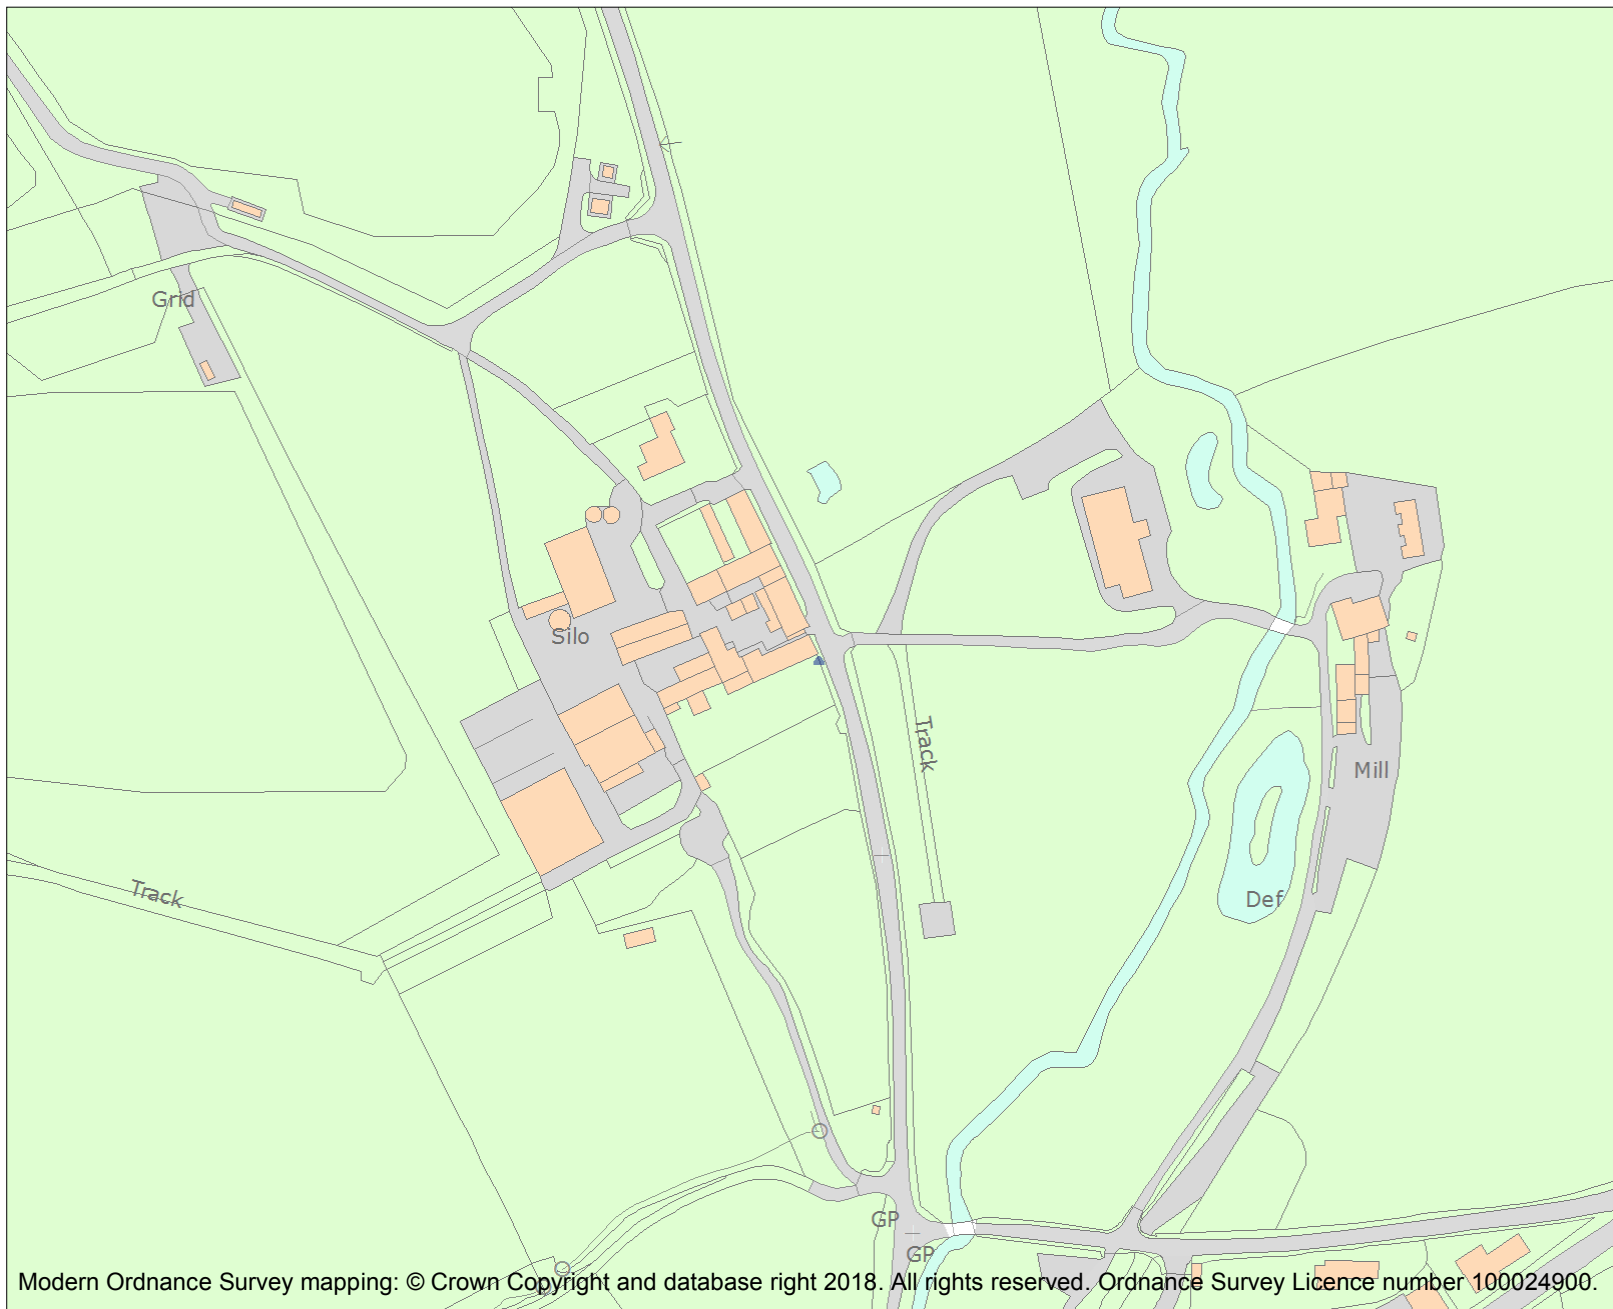 Grid
Silo
Track
Mill
Track
Def
GP
GP
Modern Ordnance Survey mapping: © Crown Copyright and database right 2018. All rights reserved. Ordnance Survey Licence number 100024900.